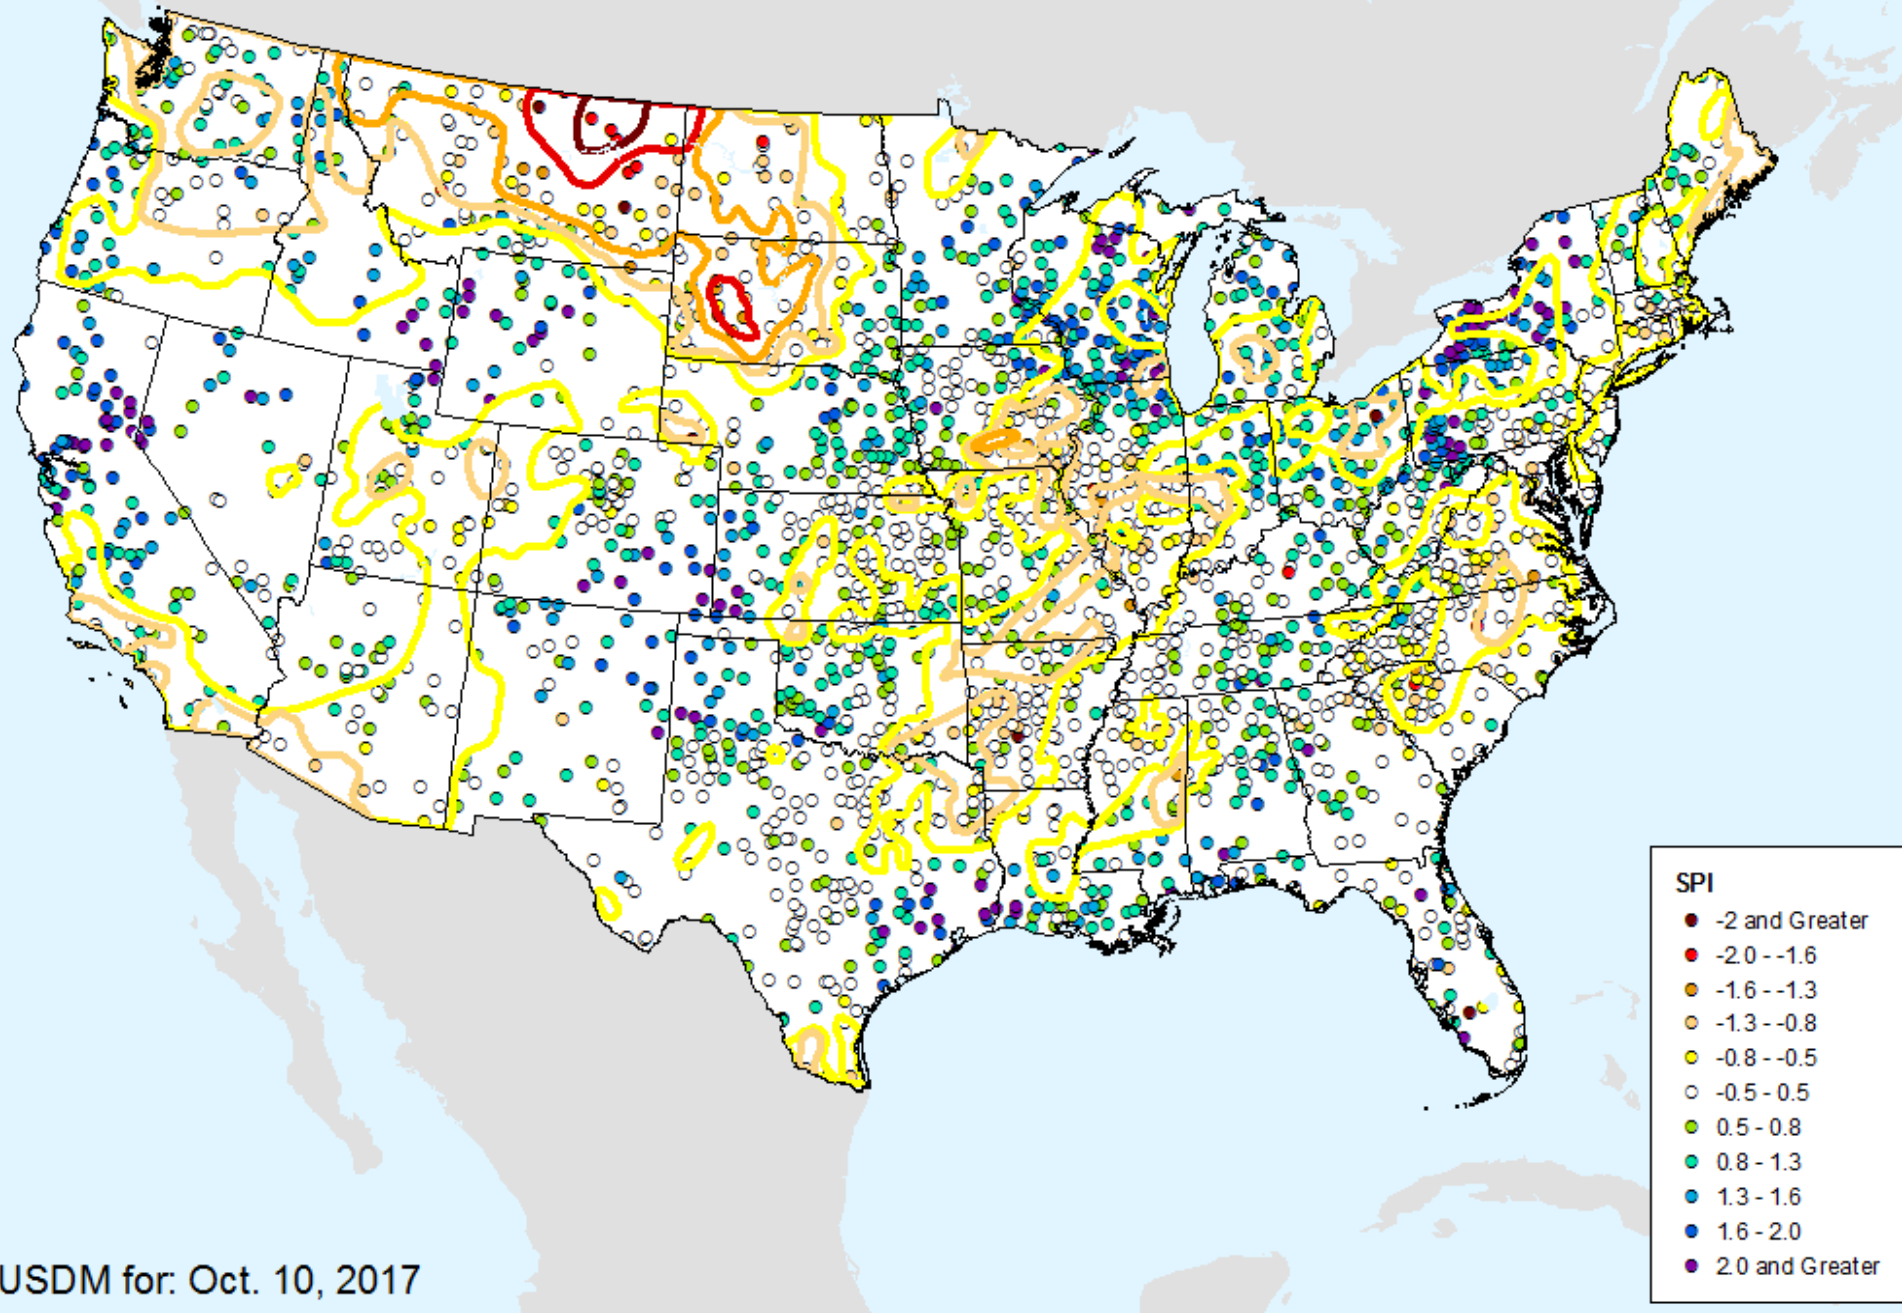 SPI
-2 and Greater
-2.0 - -1.6
-1.6 - -1.3
-1.3 - -0.8
-0.8 - -0.5
-0.5 - 0.5
0.5 - 0.8
0.8 - 1.3
1.3 - 1.6
1.6 - 2.0
2.0 and Greater
USDM for: Oct. 10, 2017